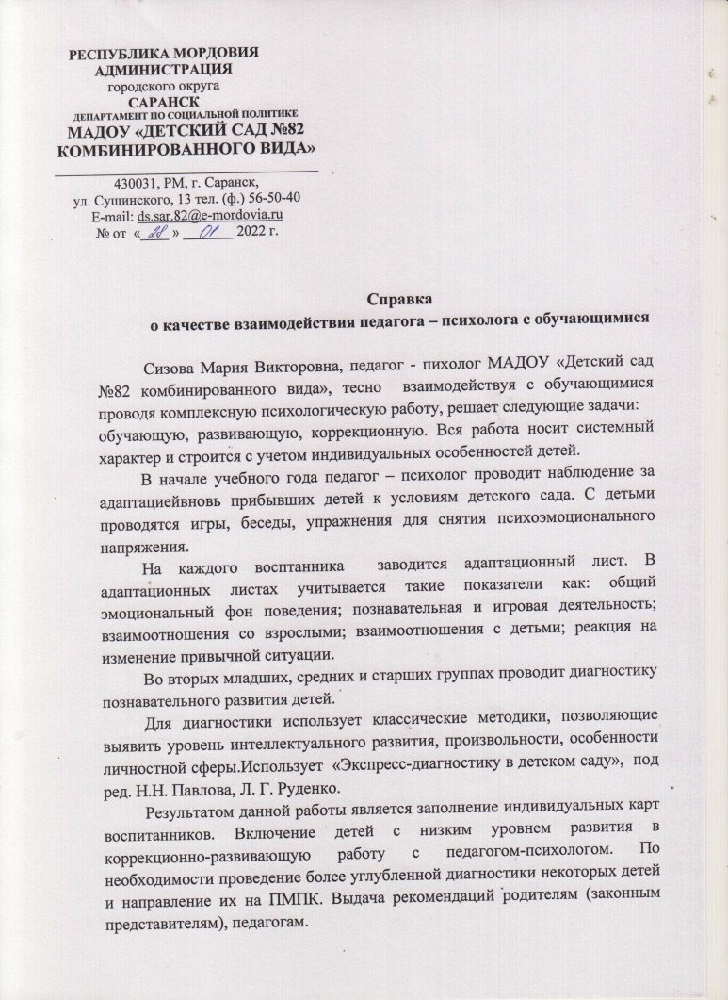 РЕСПУБЛИКА МОРДОВИЯ
АДМИНИСТРАЦИЯ
городского округа
САРАНСК
ДЕПАРТАМЕНТ ПО СОЦИАЛЬНОЙ ПОЛИТИКЕ
МАДОУ «ДЕТСКИЙ САД №82
КОМБИНИРОВАННОГО ВИДА»
430031, РМ, г. Саранск,
ул. Сущинского, 13 тел. (ф.) 56-50-40
E-mail: ds.sar.82@e-mordovia.ru
№ от «28» 01 2022 г.
Справка
о качестве взаимодействия педагога – психолога с обучающимися
Сизова Мария Викторовна, педагог - пихолог МАДОУ «Детский сад
№82 комбинированного вида», тесно взаимодействуя с обучающимися
проводя комплексную психологическую работу, решает следующие задачи:
обучающую, развивающую, коррекционную. Вся работа носит системный
характер и строится с учетом индивидуальных особенностей детей.
В начале учебного года педагог – психолог проводит наблюдение за
адаптациейвновь прибывших детей к условиям детского сада. С детьми
проводятся игры, беседы, упражнения для снятия психоэмоционального
напряжения.
На каждого восптанника заводится адаптационный лист. В
адаптационных листах учитывается такие показатели как: общий
эмоциональный фон поведения; познавательная и игровая деятельность;
взаимоотношения со взрослыми; взаимоотношения с детьми; реакция на
изменение привычной ситуации.
Во вторых младших, средних и старших группах проводит диагностику
познавательного развития детей.
Для диагностики использует классические методики, позволяющие
выявить уровень интеллектуального развития, произвольности, особенности
личностной сферы.Использует «Экспресс-диагностику в детском саду», под
ред. Н.Н. Павлова, Л. Г. Руденко.
Результатом данной работы является заполнение индивидуальных карт
воспитанников. Включение детей с низким уровнем развития в
коррекционно-развивающую работу с педагогом-психологом. По
необходимости проведение более углубленной диагностики некоторых детей
и направление их на ПМПК. Выдача рекомендаций родителям (законным
представителям), педагогам.